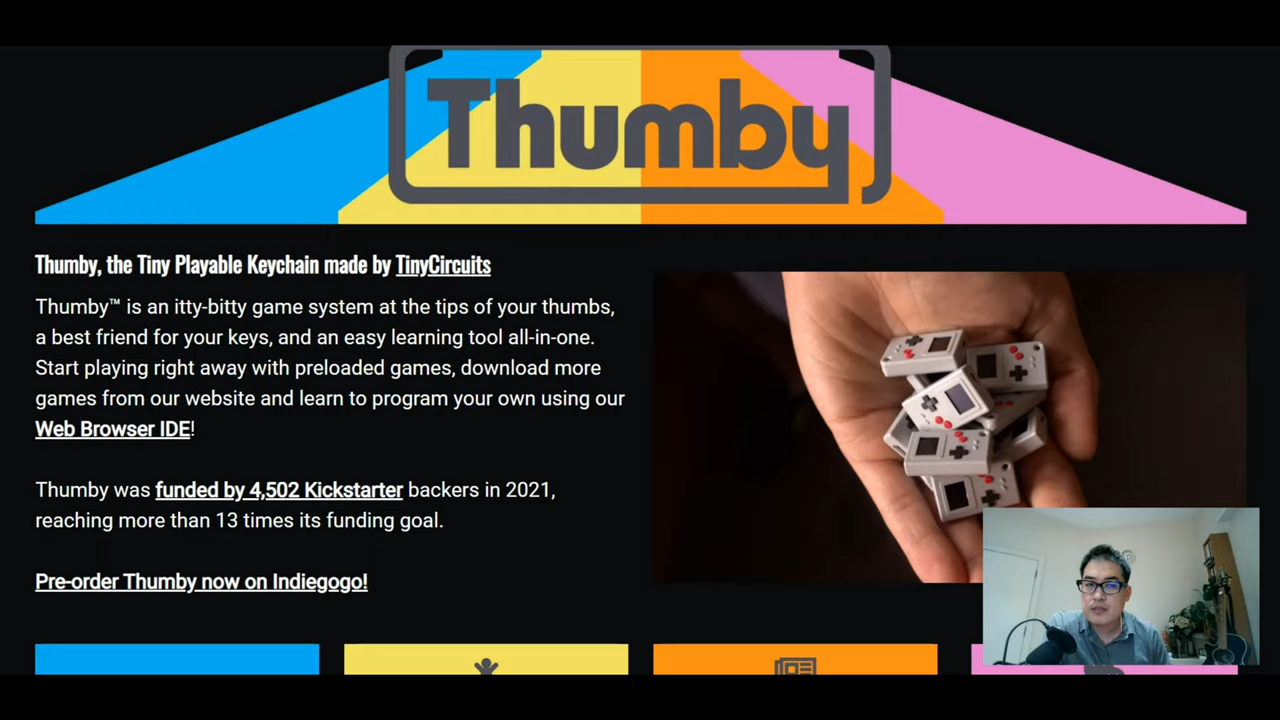 Thumby
Thumby, the Tiny Playable Keychain made by TinyCircuits
Thumby™ is an itty-bitty game system at the tips of your thumbs,
a best friend for your keys, and an easy learning tool all-in-one.
Start playing right away with preloaded games, download more
games from our website and learn to program your own using our
Web Browser IDE!
Thumby was funded by 4,502 Kickstarter backers in 2021,
reaching more than 13 times its funding goal.
Pre-order Thumby now on Indiegogo!